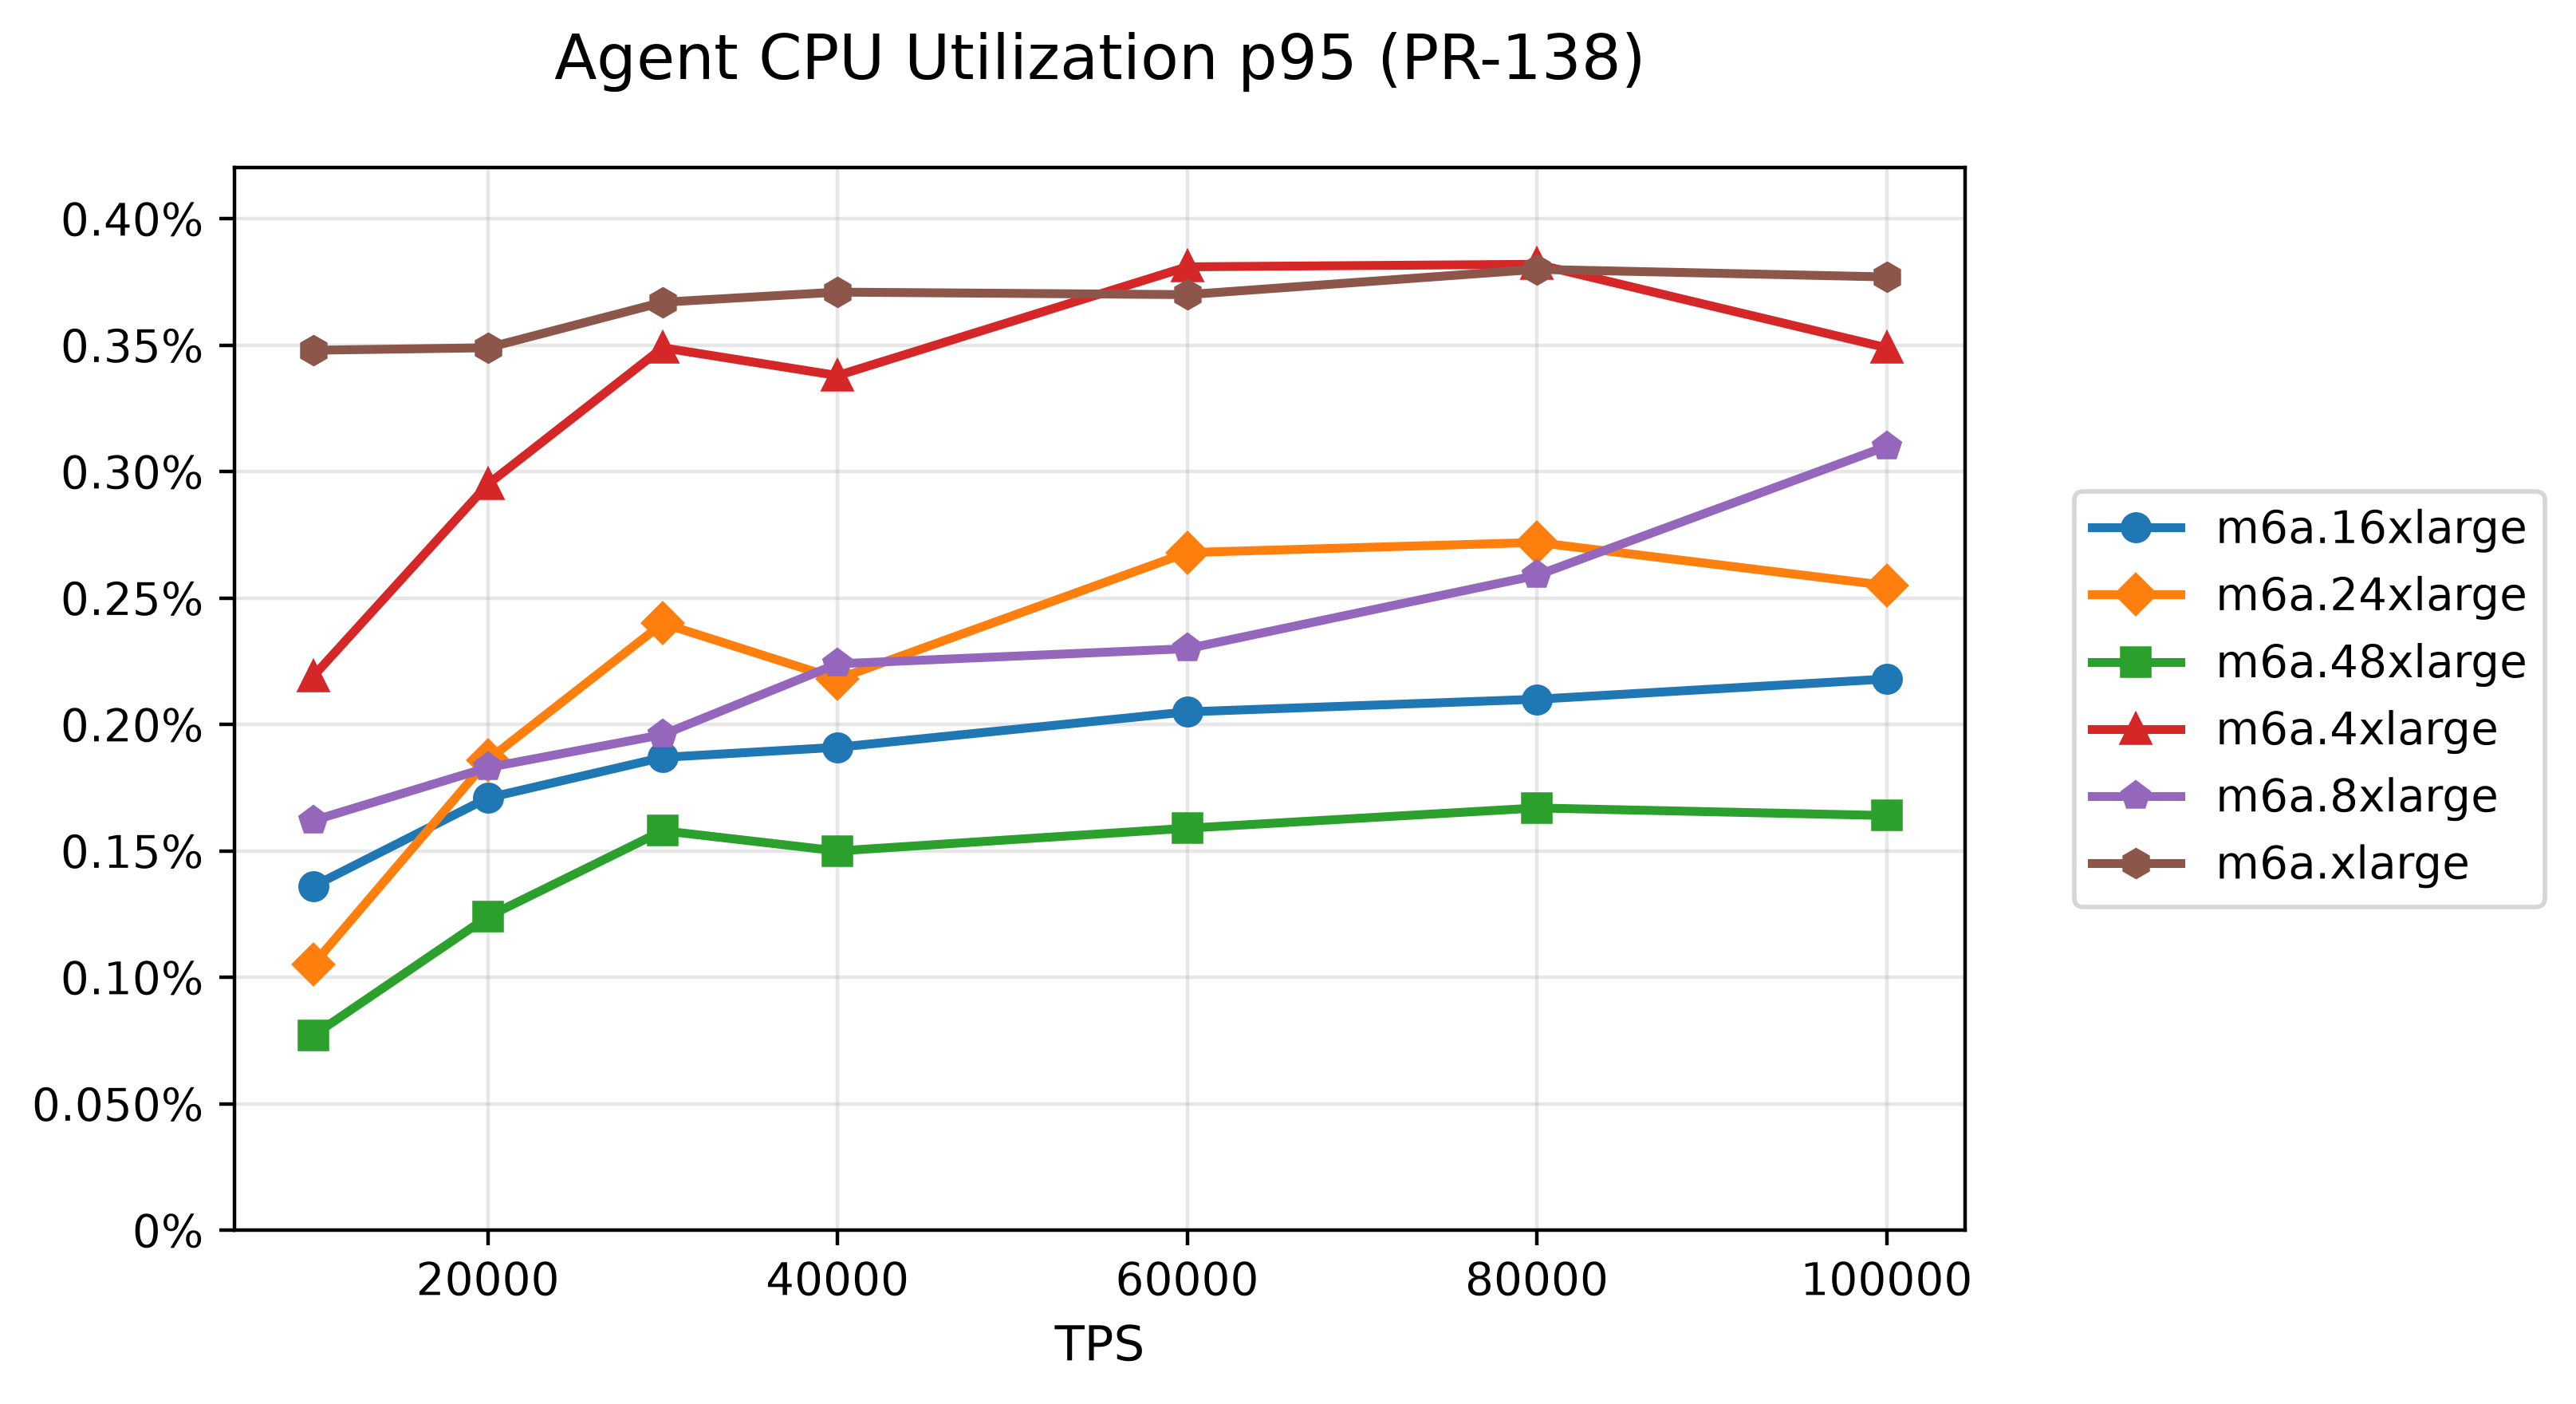 Agent CPU Utilization p95 (PR-138)
0.40%
0.35%
0.30%
0.25%
0.20%
0.15%
0.10%
0.050%
0%
20000 40000 60000 80000 100000
TPS
m6a.16xlarge
m6a.24xlarge
m6a.48xlarge
m6a.4xlarge
m6a.8xlarge
m6a.xlarge